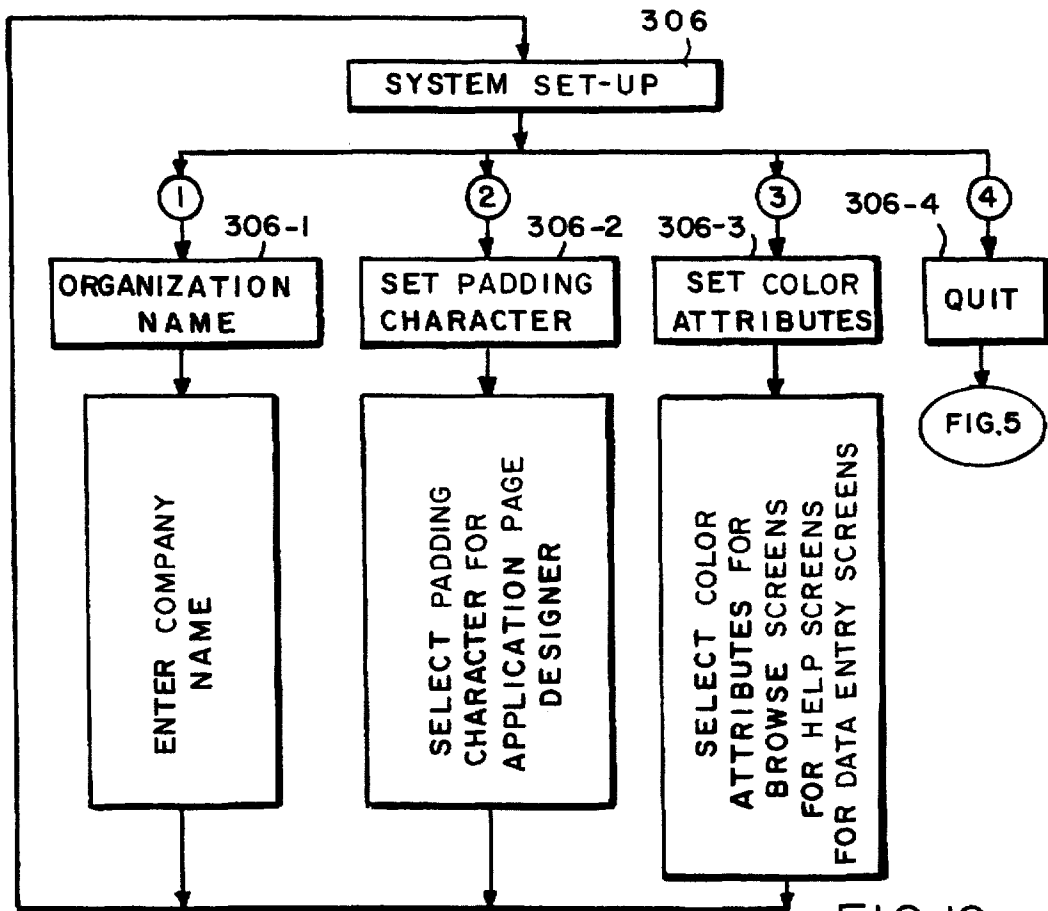 306
SYSTEM SET-UP
1
2
3
4
306-1
306-2
306-3
306-4
ORGANIZATION
NAME
SET PADDING
CHARACTER
SET COLOR
ATTRIBUTES
QUIT
FIG.5
ENTER COMPANY
NAME
SELECT PADDING
CHARACTER FOR
APPLICATION PAGE
DESIGNER
SELECT COLOR
ATTRIBUTES FOR
BROWSE SCREENS
FOR HELP SCREENS
FOR DATA ENTRY SCREENS